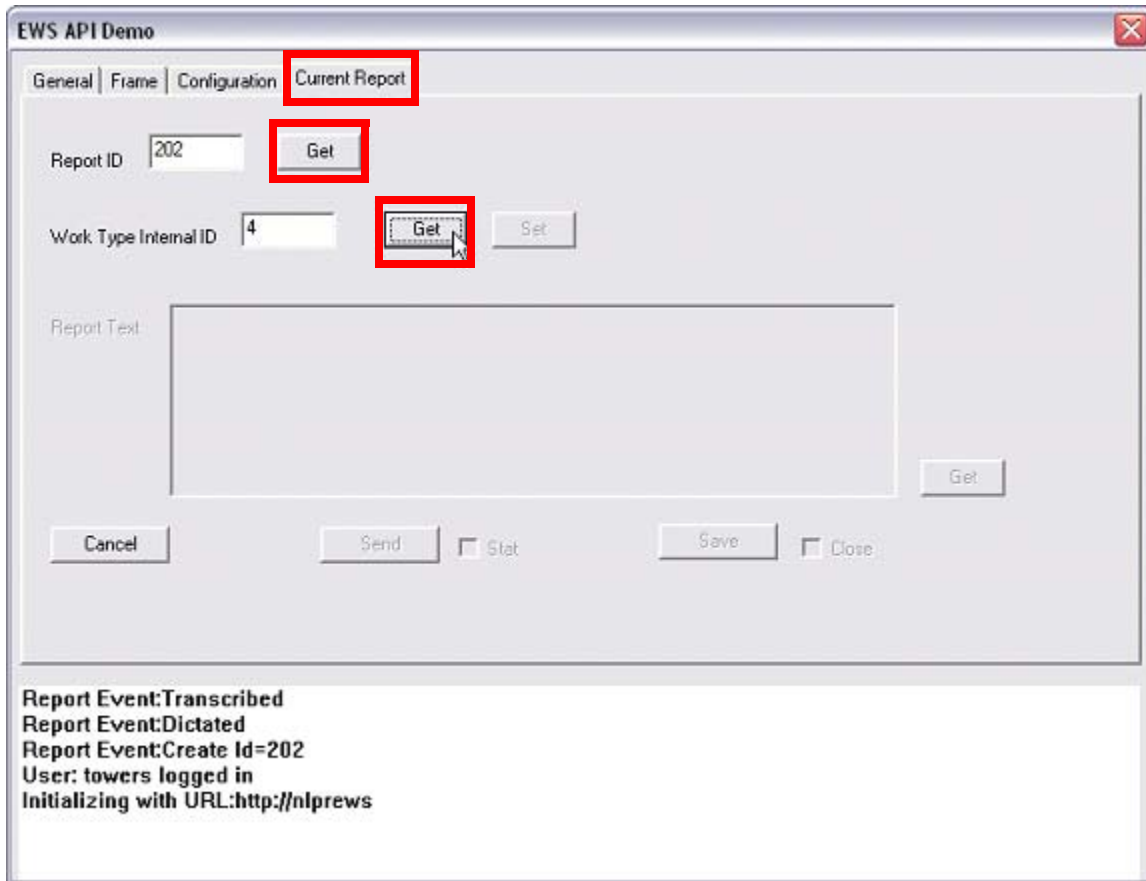 EWS API Demo
General Frame Configuration Current Report
Report ID 202 Get
Work Type Internal ID 4 Get Set
Report Text
Get
Cancel Send Stat Save Close
Report Event:Transcribed
Report Event:Dictated
Report Event:Create Id=202
User: towers logged in
Initializing with URL:http://nlprews